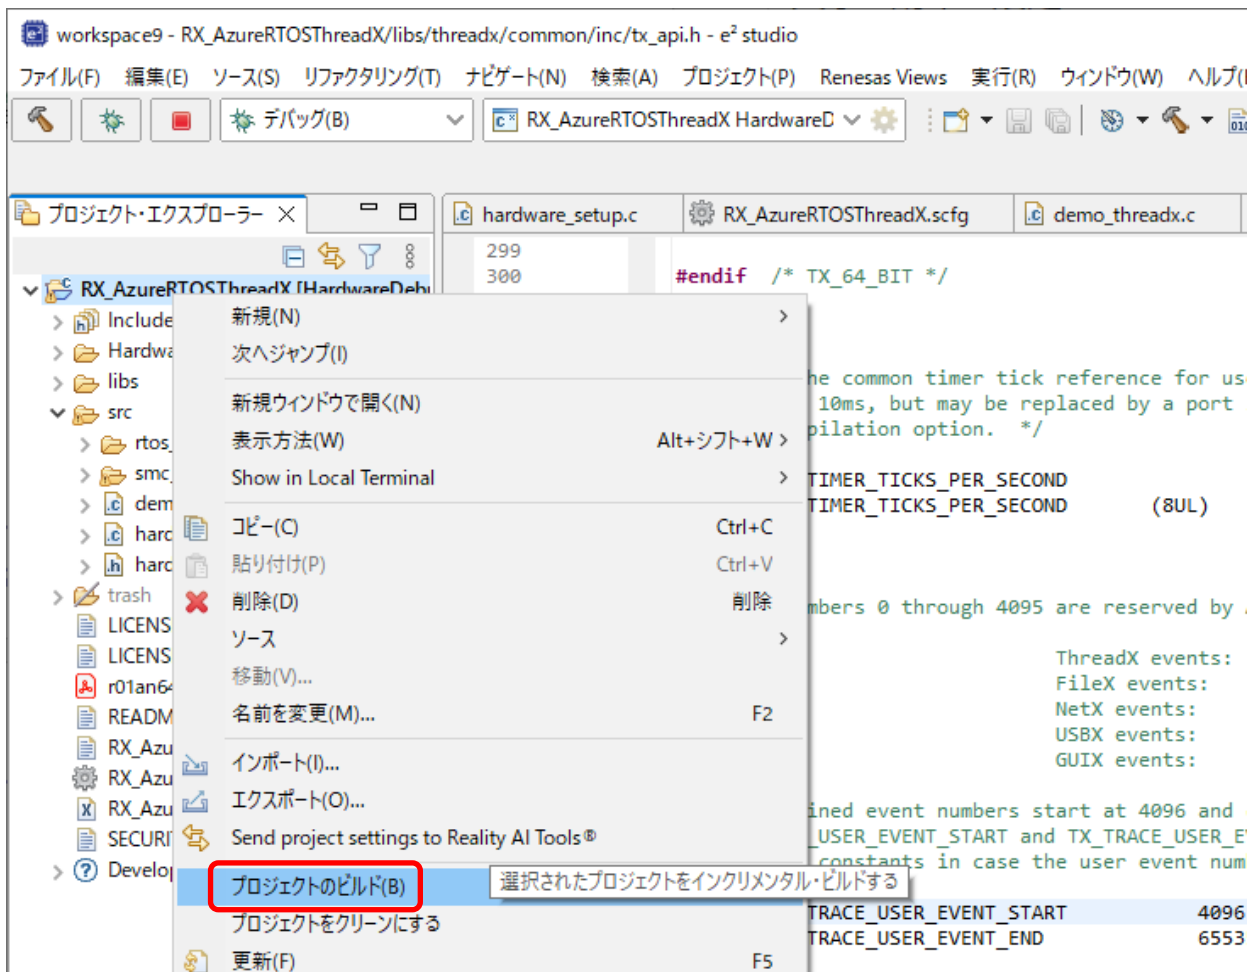 workspace9 - RX_AzureRTOSThreadX/libs/threadx/common/inc/tx_api.h - e² studio
ファイル(F) 編集(E) ソース(S) リファクタリング(T) ナビゲート(N) 検索(A) プロジェクト(P) Renesas Views 実行(R) ウィンドウ(W) ヘルプ(
デバッグ(B)
RX_AzureRTOSThreadX HardwareD
プロジェクト・エクスプローラー
hardware_setup.c
RX_AzureRTOSThreadX.scfg
demo_threadx.c
RX_AzureRTOSThreadX [HardwareDebu
Include
Hardwa
libs
src
rtos_
smc_
dem
hard
hard
trash
LICENS
LICENS
r01an64
READM
RX_Azu
RX_Azu
RX_Azu
SECURI
Develop
新規(N)
次へジャンプ(I)
新規ウィンドウで開く(N)
表示方法(W) Alt+シフト+W
Show in Local Terminal
コピー(C) Ctrl+C
貼り付け(P) Ctrl+V
削除(D) 削除
ソース
移動(V)...
名前を変更(M)... F2
インポート(I)...
エクスポート(O)...
Send project settings to Reality AI Tools®
プロジェクトのビルド(B)
選択されたプロジェクトをインクリメンタル・ビルドする
プロジェクトをクリーンにする
更新(F) F5
299
300 #endif /* TX_64_BIT */
he common timer tick reference for us
10ms, but may be replaced by a port
pilation option. */
TIMER_TICKS_PER_SECOND
TIMER_TICKS_PER_SECOND (8UL)
mbers 0 through 4095 are reserved by
ThreadX events:
FileX events:
NetX events:
USBX events:
GUIX events:
ined event numbers start at 4096 and
_USER_EVENT_START and TX_TRACE_USER_E
constants in case the user event num
TRACE_USER_EVENT_START 4096
TRACE_USER_EVENT_END 6553